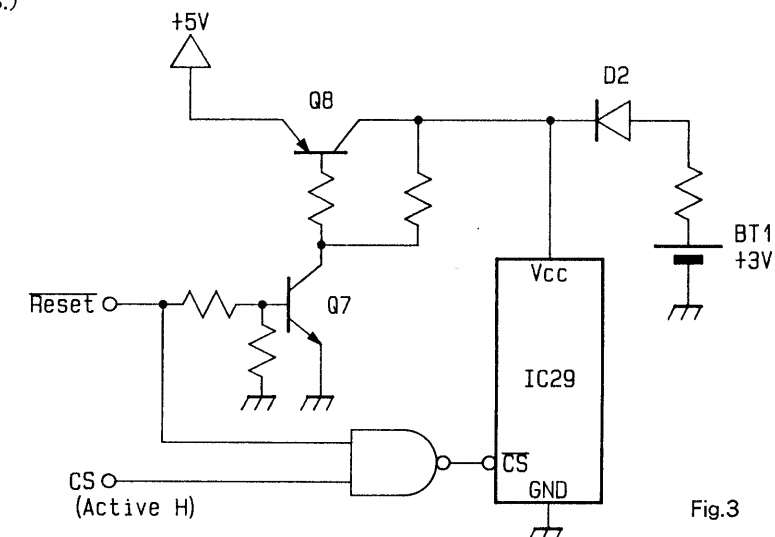 s.)
+5V
Q8
D2
BT1
+3V
Vcc
Reset
Q7
IC29
CS
CS
(Active H)
GND
Fig.3